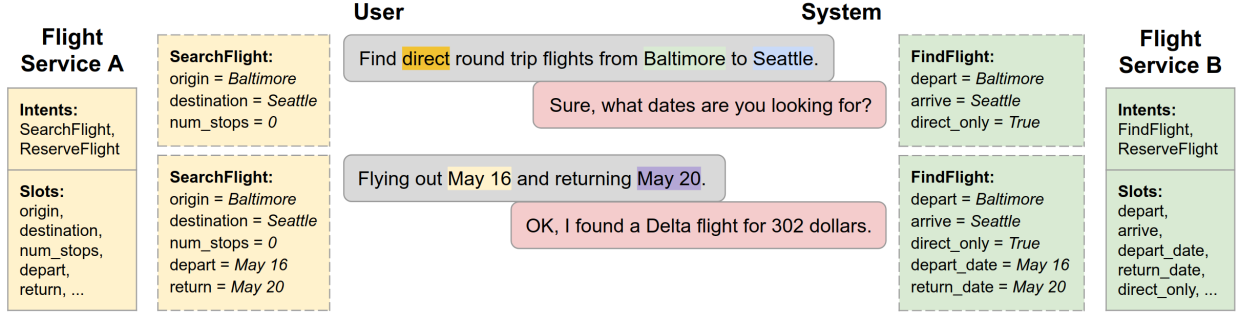 User
System
Flight
Service A
Intents:
SearchFlight,
ReserveFlight
Slots:
origin,
destination,
num_stops,
depart,
return, ...
SearchFlight:
origin = Baltimore
destination = Seattle
num_stops = 0
SearchFlight:
origin = Baltimore
destination = Seattle
num_stops = 0
depart = May 16
return = May 20
Find direct round trip flights from Baltimore to Seattle.
Sure, what dates are you looking for?
Flying out May 16 and returning May 20.
OK, I found a Delta flight for 302 dollars.
FindFlight:
depart = Baltimore
arrive = Seattle
direct_only = True
FindFlight:
depart = Baltimore
arrive = Seattle
direct_only = True
depart_date = May 16
return_date = May 20
Flight
Service B
Intents:
FindFlight,
ReserveFlight
Slots:
depart,
arrive,
depart_date,
return_date,
direct_only, ...